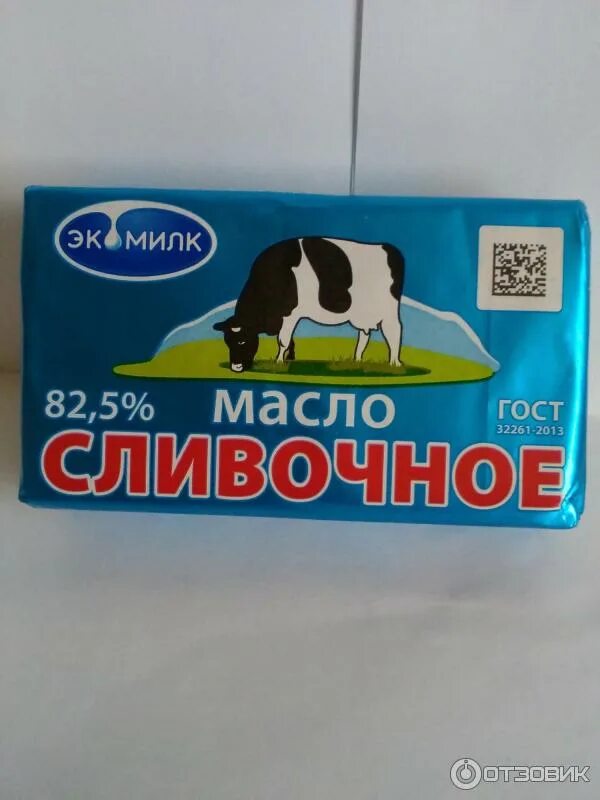 ЭКОМИЛК
82,5% масло
ГОСТ
32261-2013
СЛИВОЧНОЕ
ОТЗОВИК